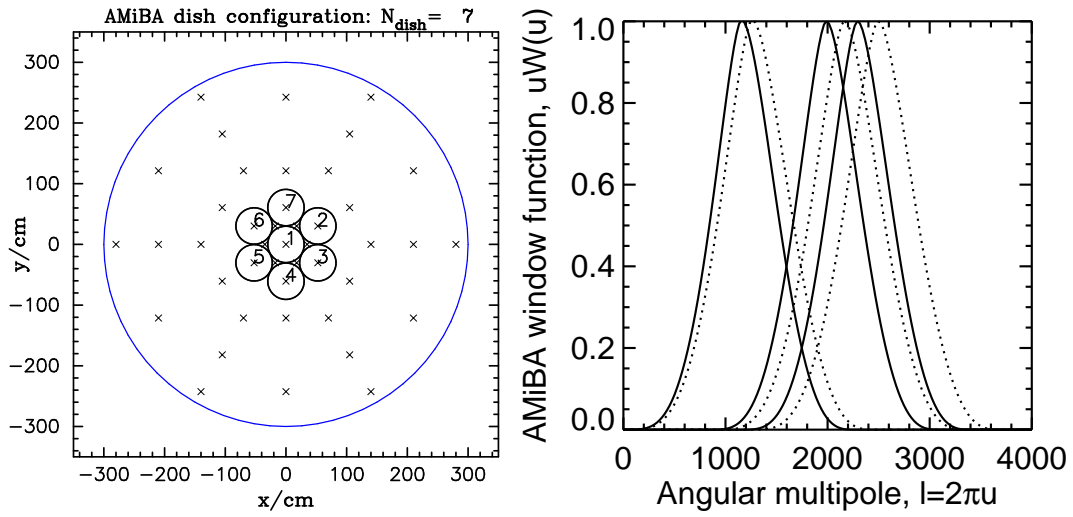 AMiBA dish configuration: N_dish= 7
300
200
100
0
-100
-200
-300
y/cm
7
6 2
1
5 3
4
-300 -200 -100 0 100 200 300
x/cm
AMiBA window function, uW(u)
1.0
0.8
0.6
0.4
0.2
0.0
0 1000 2000 3000 4000
Angular multipole, l=2πu